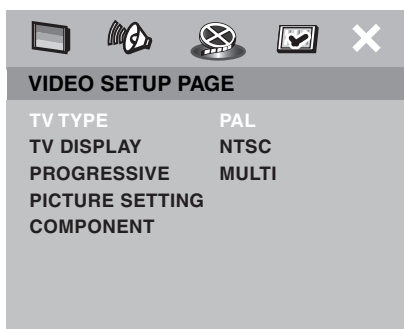 VIDEO SETUP PAGE
TV TYPE PAL
TV DISPLAY NTSC
PROGRESSIVE MULTI
PICTURE SETTING
COMPONENT